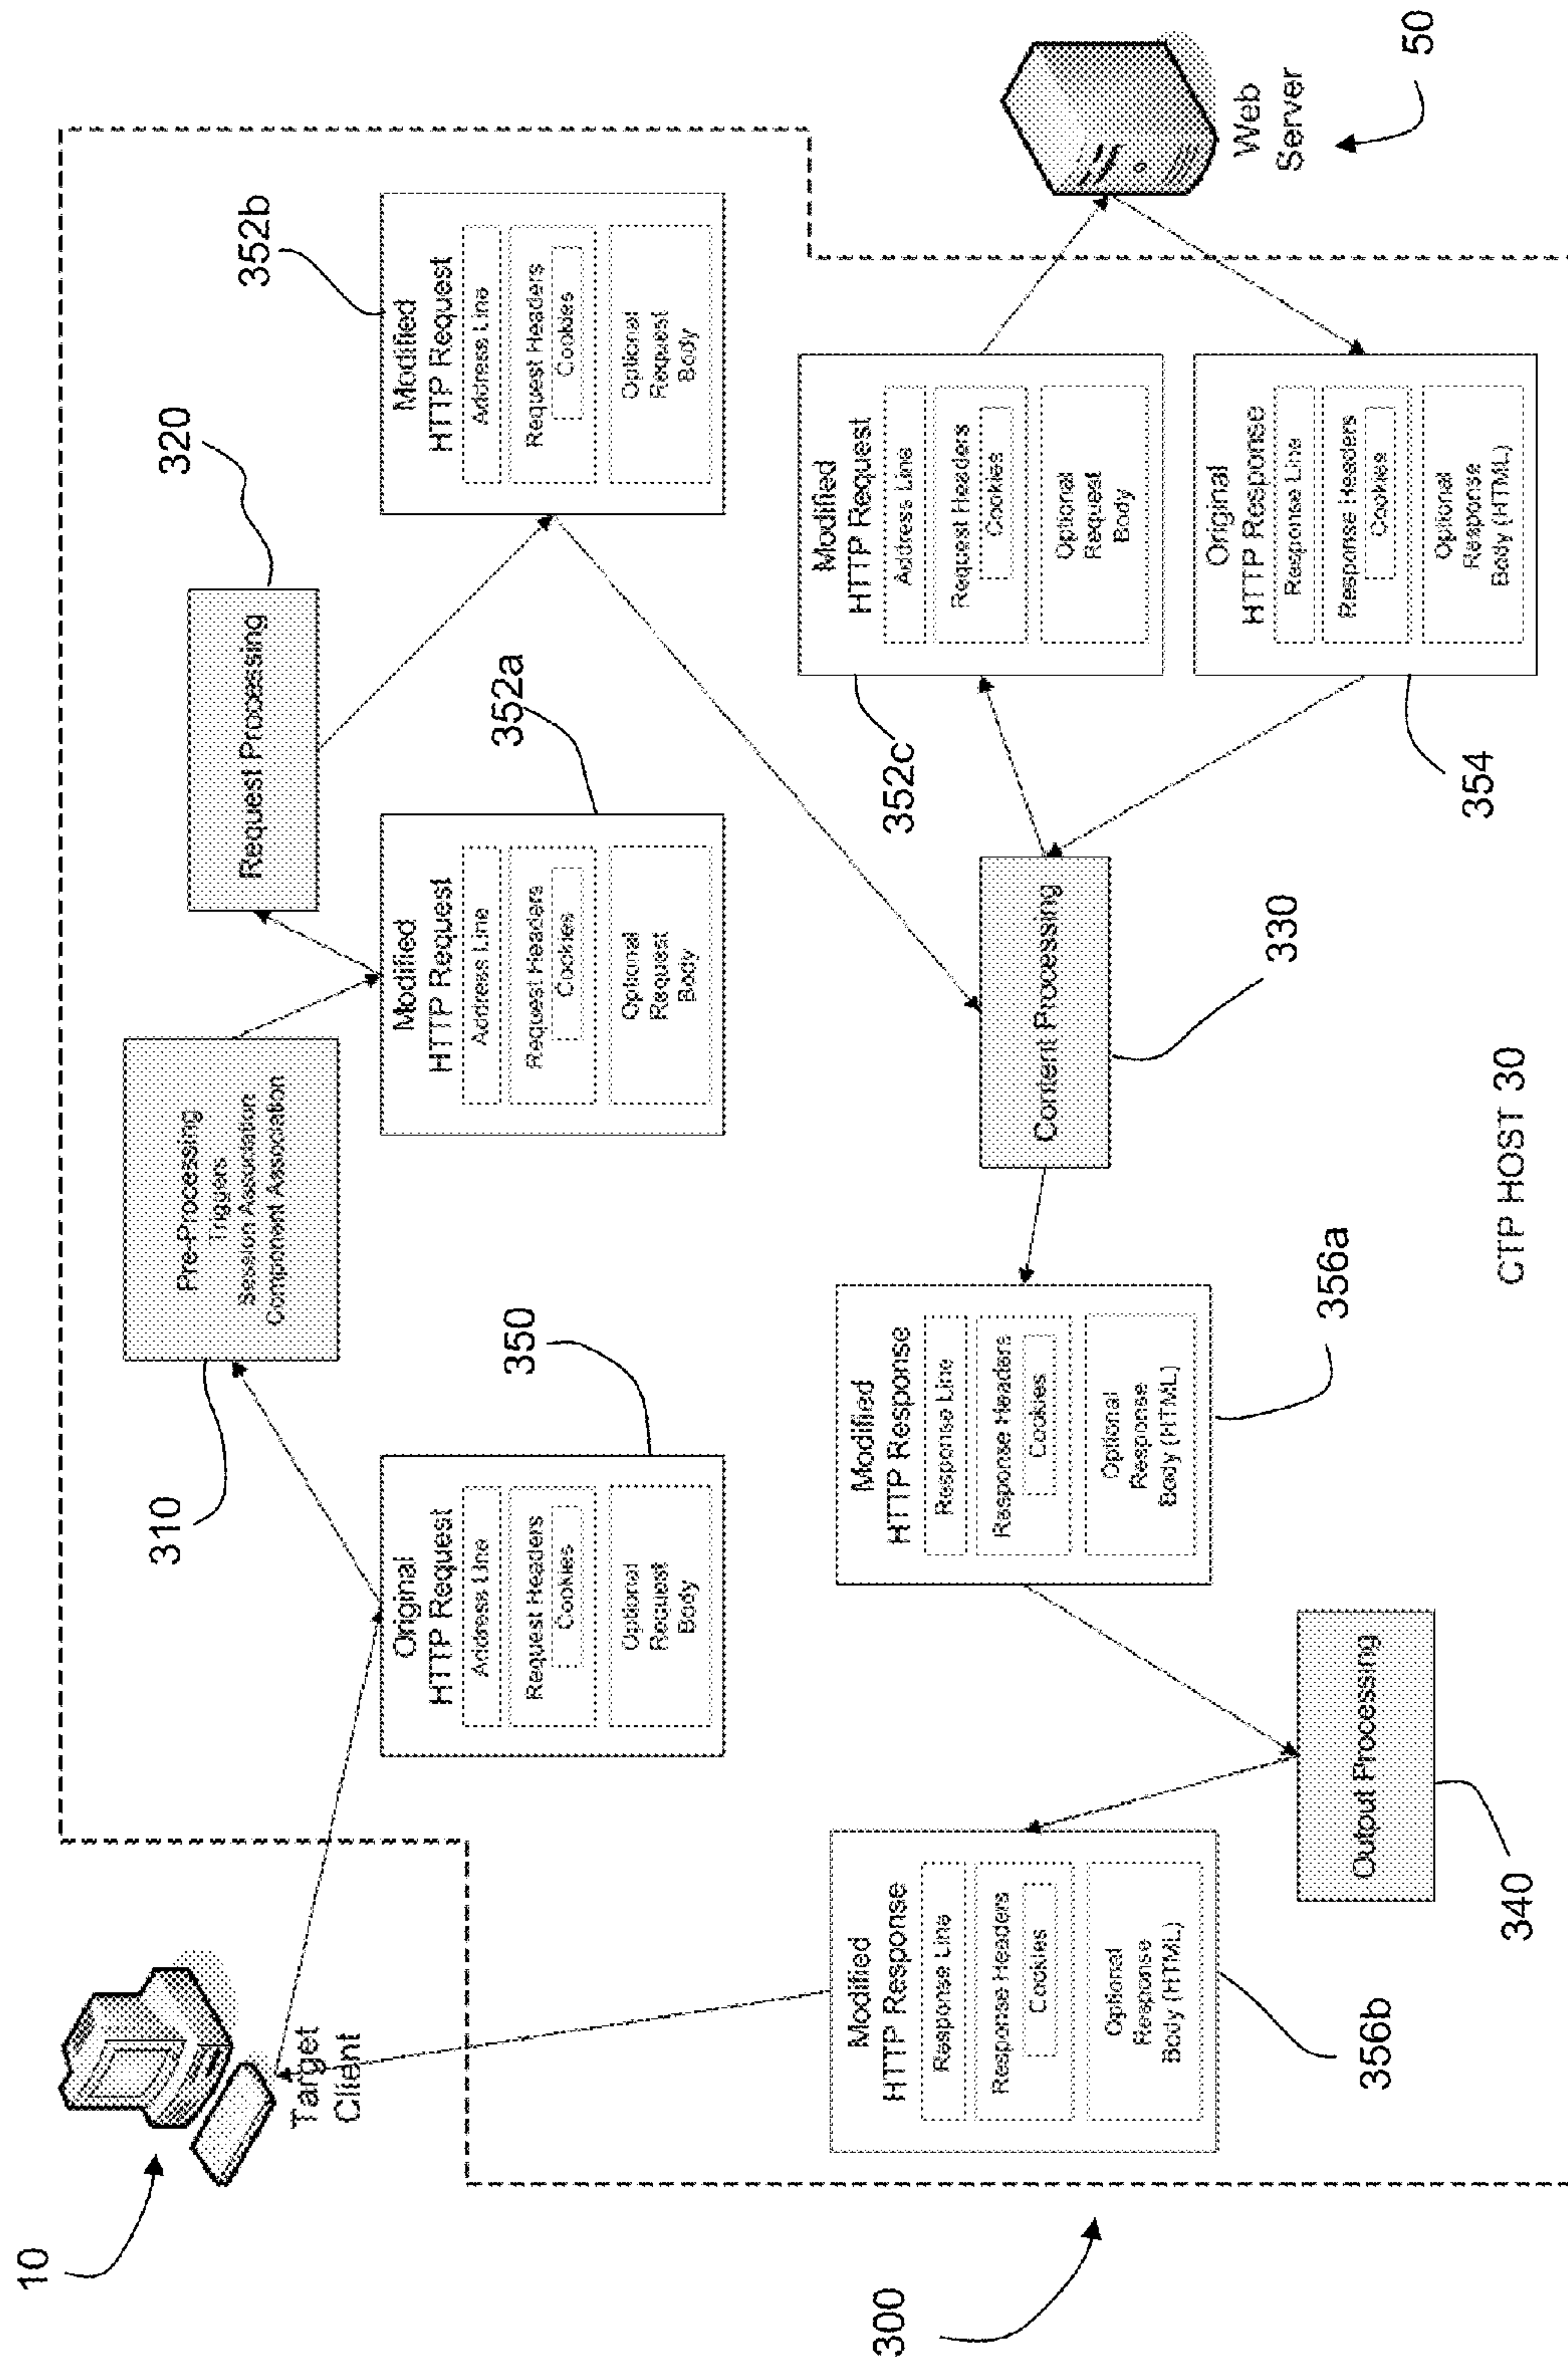 10
Target
Client
300
Original
HTTP Request
Address Line
Request Headers
Cookies
Optional
Request
Body
350
310
Pre-Processing
Triggers
Session Association
Component Association
Modified
HTTP Request
Address Line
Request Headers
Cookies
Optional
Request
Body
352a
Request Processing
320
Modified
HTTP Request
Address Line
Request Headers
Cookies
Optional
Request
Body
352b
Modified
HTTP Response
Response Line
Response Headers
Cookies
Optional
Response
Body (HTML)
356b
Output Processing
340
Modified
HTTP Response
Response Line
Response Headers
Cookies
Optional
Response
Body (HTML)
356a
Content Processing
330
Modified
HTTP Request
Address Line
Request Headers
Cookies
Optional
Request
Body
352c
Original
HTTP Response
Response Line
Response Headers
Cookies
Optional
Response
Body (HTML)
354
Web
Server
50
CTP HOST 30